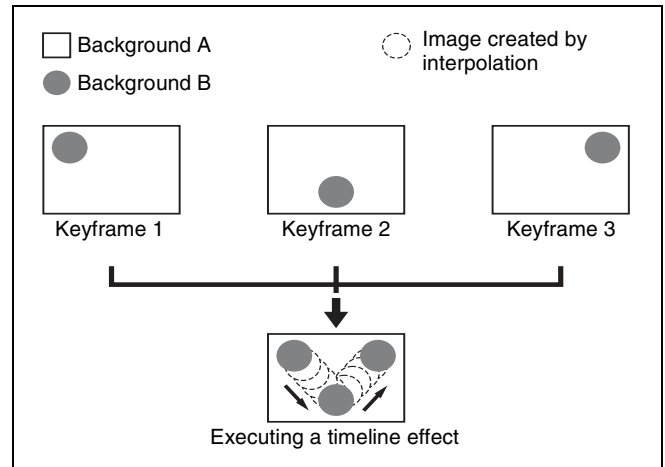 Background A
Image created by
interpolation
Background B
Keyframe 1
Keyframe 2
Keyframe 3
Executing a timeline effect